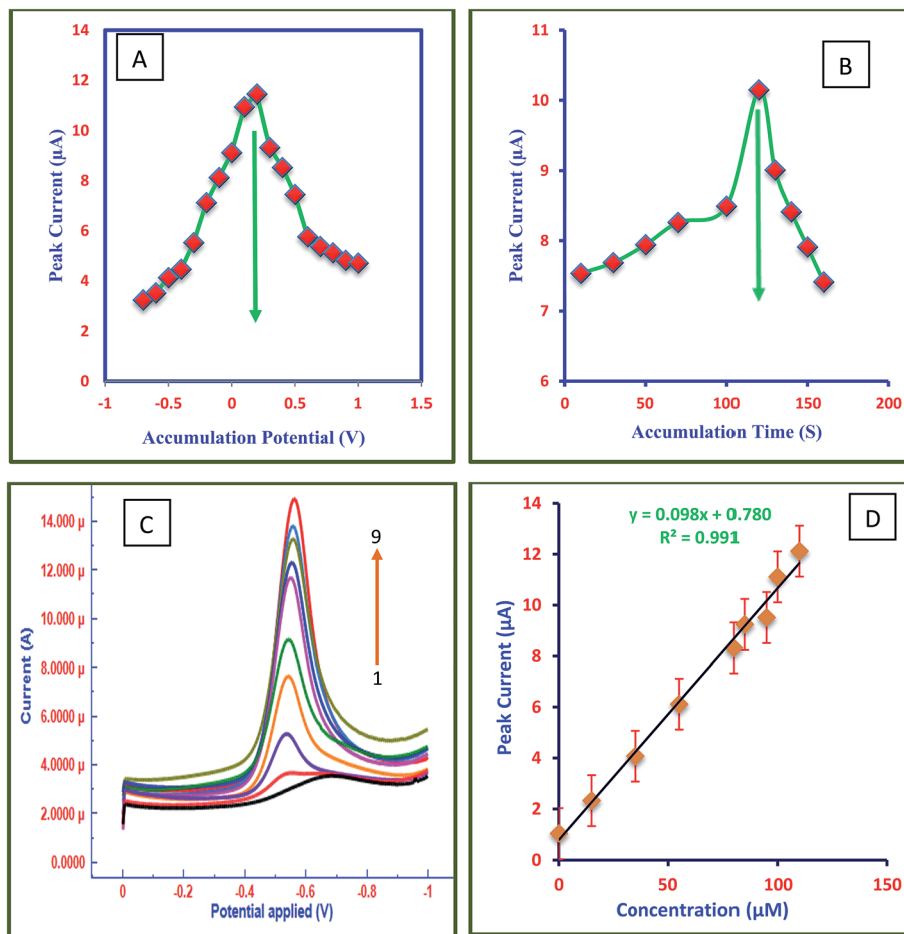 A
Peak Current (µA)
14
12
10
8
6
4
2
0
-1
-0.5
0
0.5
1
1.5
Accumulation Potential (V)
B
Peak Current (µA
11
10
9
8
7
6
0
50
100
150
200
Accumulation Time (S)
C
Current (A)
14.000 µ
12.000 µ
10.000 µ
8.0000 µ
6.0000 µ
4.0000 µ
2.0000 µ
0.0000
9
1
0
-0.2
-0.4
-0.6
-0.8
-1
Potential applied (V)
D
y = 0.098x + 0.780
R² = 0.991
Peak Current (µA)
14
12
10
8
6
4
2
0
0
50
100
150
Concentration (µM)